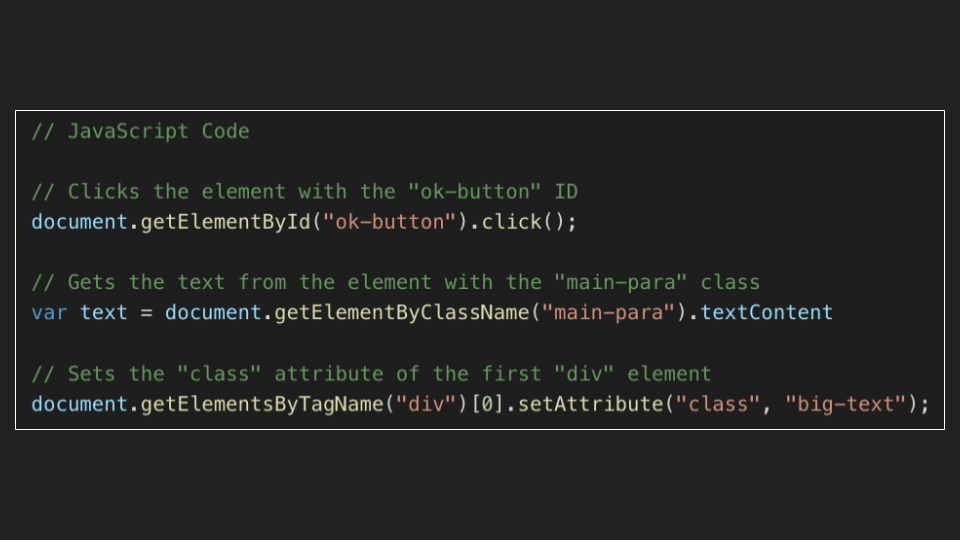 // JavaScript Code
// Clicks the element with the "ok-button" ID
document.getElementById("ok-button").click();
// Gets the text from the element with the "main-para" class
var text = document.getElementByClassName("main-para").textContent
// Sets the "class" attribute of the first "div" element
document.getElementsByTagName("div")[0].setAttribute("class", "big-text");